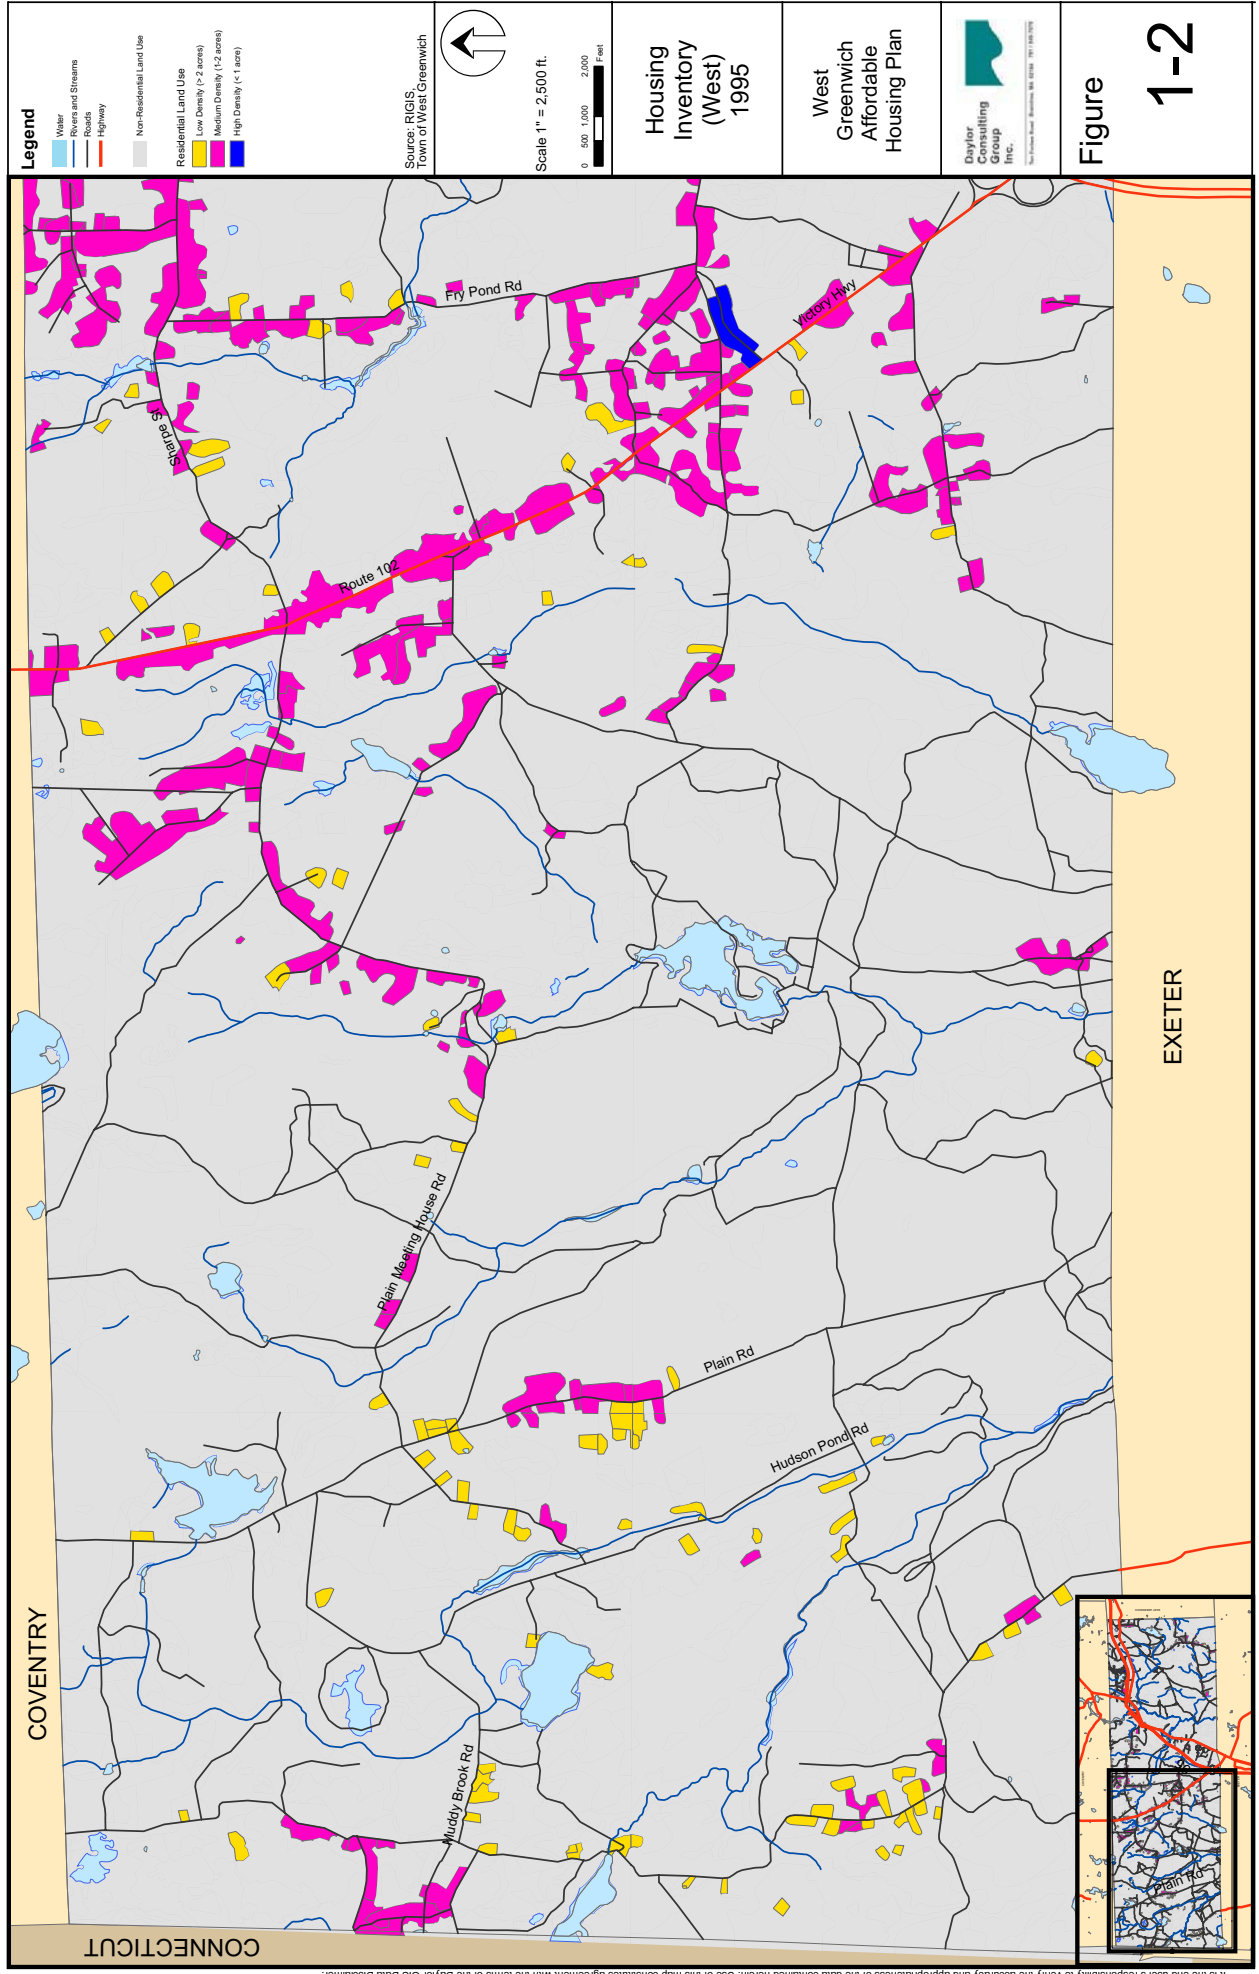 Legend
Water
Rivers and Streams
Roads
Highway
Non-Residential Land Use
Residential Land Use
Low Density (> 2 acres)
Medium Density (1-2 acres)
High Density (< 1 acre)
Source: RIGIS,
Town of West Greenwich
Scale 1" = 2,500 ft.
0 500 1,000 2,000
Feet
Housing
Inventory
(West)
1995
West
Greenwich
Affordable
Housing Plan
Daylor
Consulting
Group
Inc.
Figure
1-2
COVENTRY
EXETER
CONNECTICUT
Fry Pond Rd
Victory Hwy
Sharpe St
Route 102
Plain Meeting House Rd
Plain Rd
Hudson Pond Rd
Muddy Brook Rd
Plain Rd